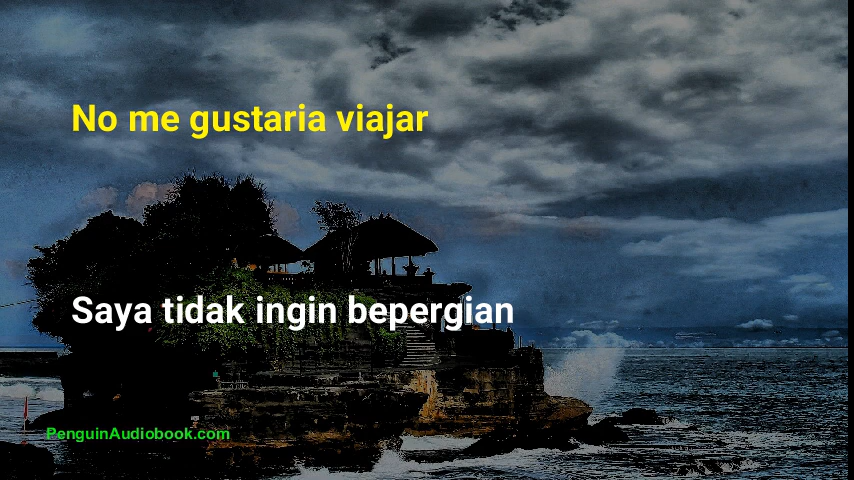 No me gustaria viajar
Saya tidak ingin bepergian
PenguinAudiobook.com